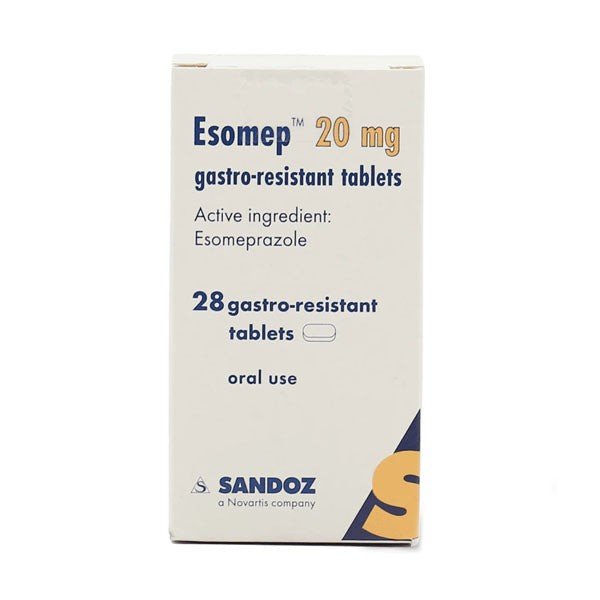 Esomep™ 20 mg
gastro-resistant tablets
Active ingredient:
Esomeprazole
28 gastro-resistant
tablets
oral use
S SANDOZ
a Novartis company
S